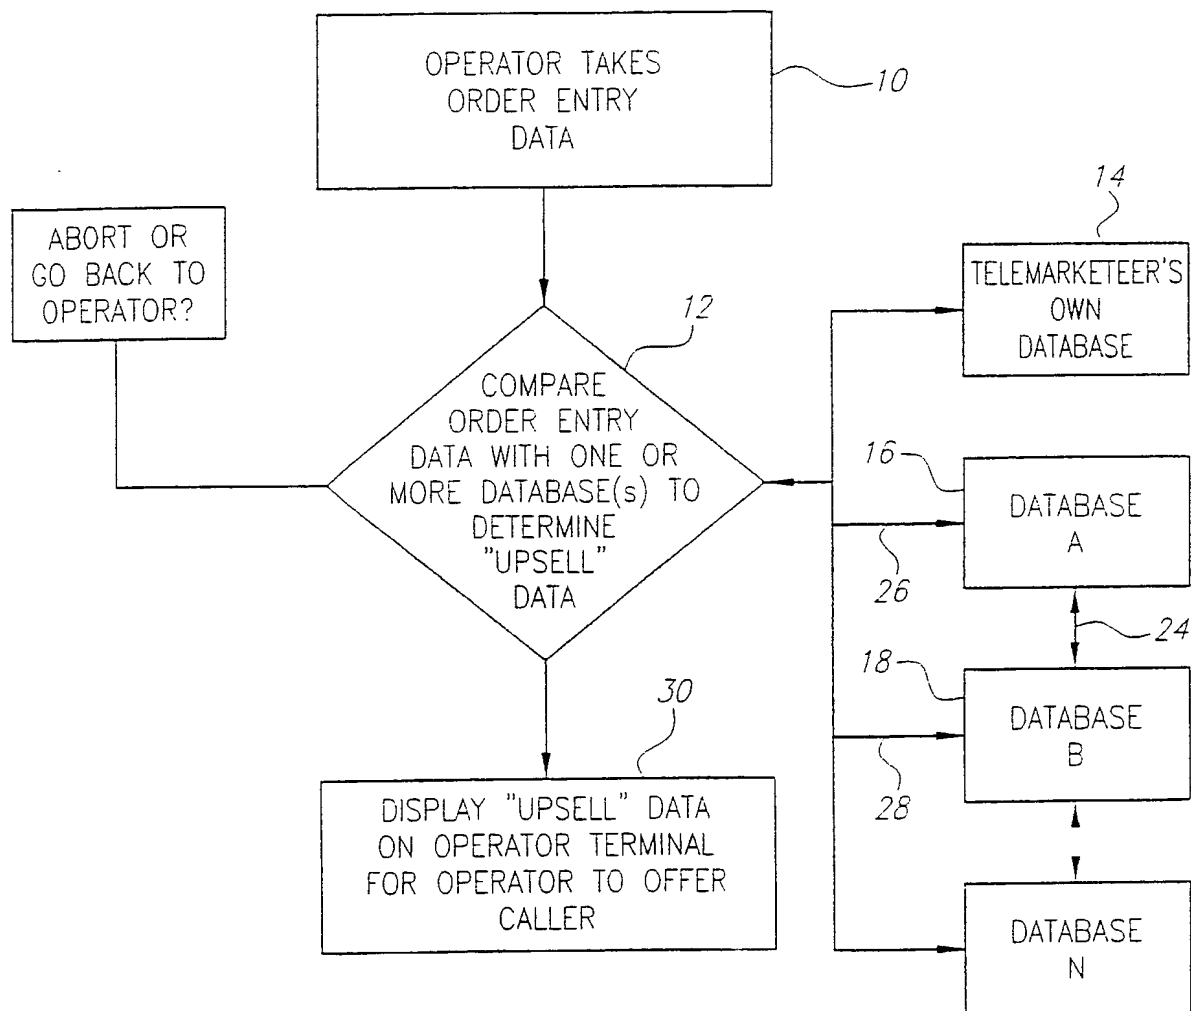 OPERATOR TAKES
ORDER ENTRY
DATA
10
ABORT OR
GO BACK TO
OPERATOR?
14
TELEMARKETEER'S
OWN
DATABASE
12
COMPARE
ORDER ENTRY
DATA WITH ONE OR
MORE DATABASE(s) TO
DETERMINE
"UPSELL"
DATA
16
DATABASE
A
26
24
18
DATABASE
B
28
30
DISPLAY "UPSELL" DATA
ON OPERATOR TERMINAL
FOR OPERATOR TO OFFER
CALLER
DATABASE
N